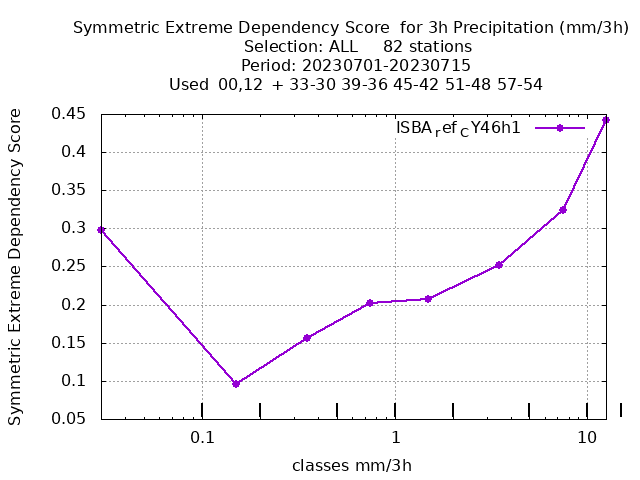 Symmetric Extreme Dependency Score  for 3h Precipitation (mm/3h)
Selection: ALL     82 stations
Period: 20230701-20230715
Used  00,12  + 33-30 39-36 45-42 51-48 57-54
Symmetric Extreme Dependency Score
0.45
0.4
0.35
0.3
0.25
0.2
0.15
0.1
0.05
ISBA_ref_CY46h1
0.1
1
10
classes mm/3h